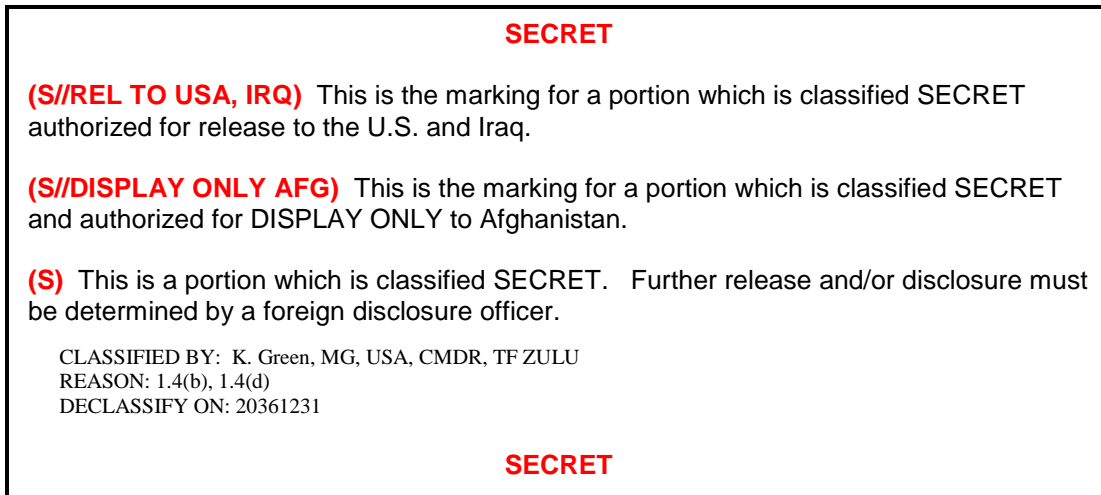 SECRET
(S//REL TO USA, IRQ) This is the marking for a portion which is classified SECRET
authorized for release to the U.S. and Iraq.
(S//DISPLAY ONLY AFG) This is the marking for a portion which is classified SECRET
and authorized for DISPLAY ONLY to Afghanistan.
(S) This is a portion which is classified SECRET. Further release and/or disclosure must
be determined by a foreign disclosure officer.
CLASSIFIED BY: K. Green, MG, USA, CMDR, TF ZULU
REASON: 1.4(b), 1.4(d)
DECLASSIFY ON: 20361231
SECRET